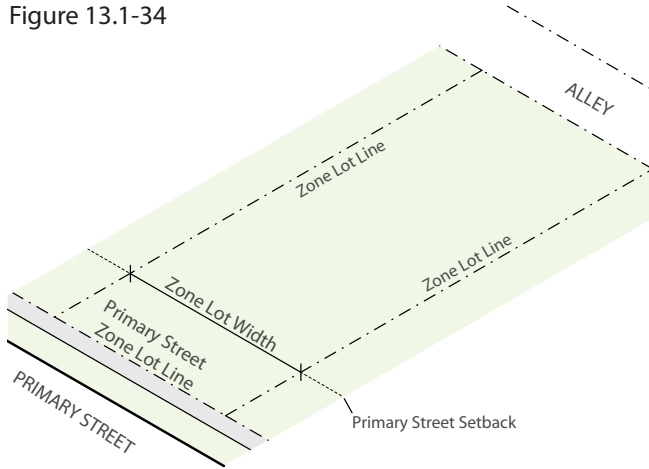 Figure 13.1-34
ALLEY
Zone Lot Line
Zone Lot Line
Zone Lot Width
Primary Street
Zone Lot Line
PRIMARY STREET
Primary Street Setback